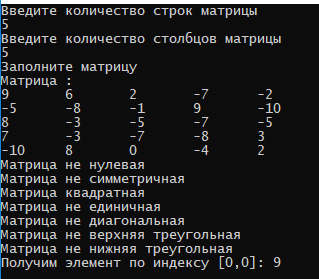 Введите количество строк матрицы
5
Введите количество столбцов матрицы
5
Заполните матрицу
Матрица :
9 6 2 -7 -2
-5 -8 -1 9 -10
8 -3 -5 -7 -5
7 -3 -7 -8 3
-10 8 0 -4 2
Матрица не нулевая
Матрица не симметричная
Матрица квадратная
Матрица не единичная
Матрица не диагональная
Матрица не верхняя треугольная
Матрица не нижняя треугольная
Получим элемент по индексу [0,0]: 9